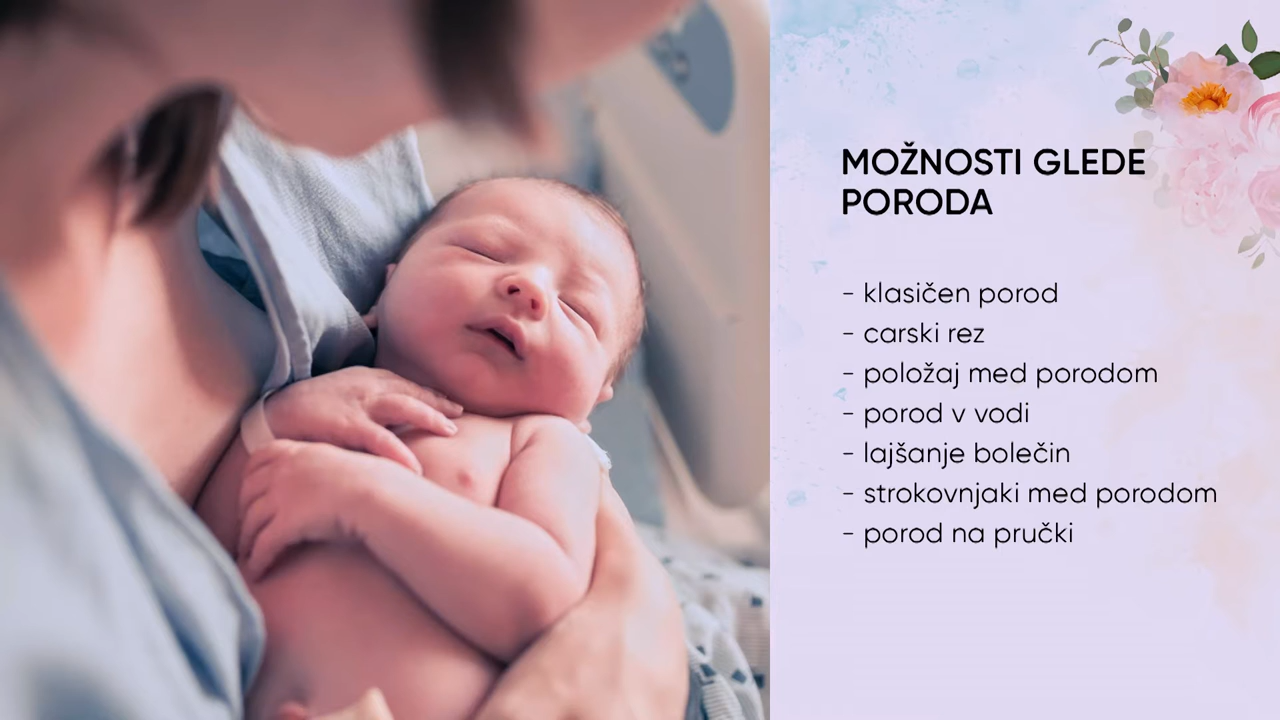 MOŽNOSTI GLEDE
PORODA
- klasičen porod
- carski rez
- položaj med porodom
- porod v vodi
- lajšanje bolečin
- strokovnjaki med porodom
- porod na pručki